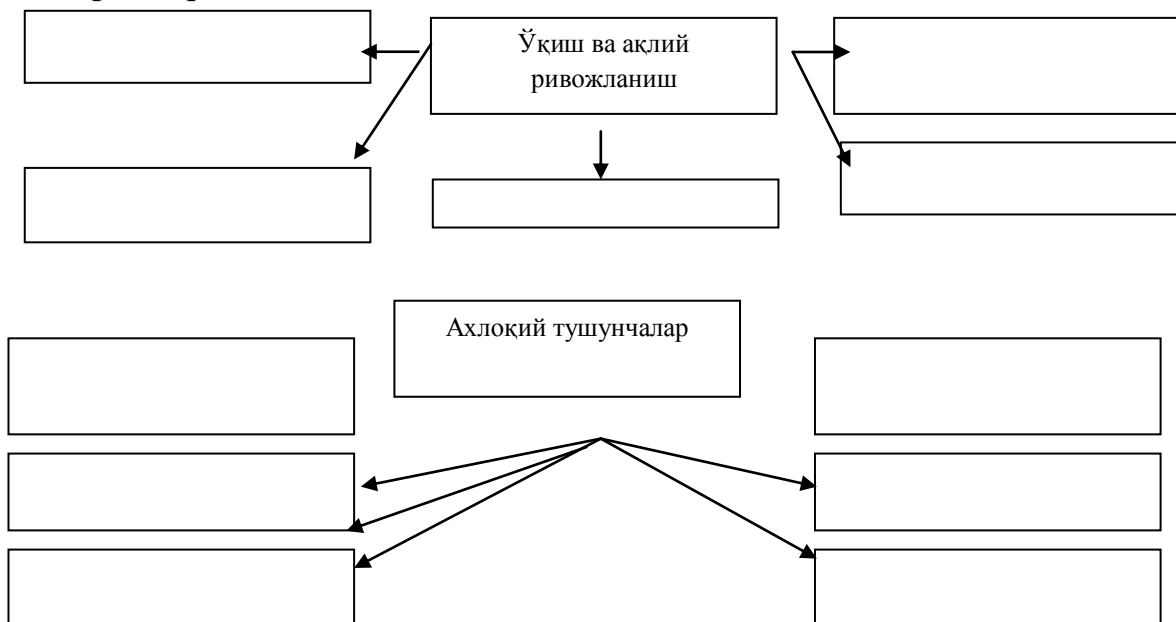 Ўқиш ва ақлий
ривожланиш
Ахлоқий тушунчалар